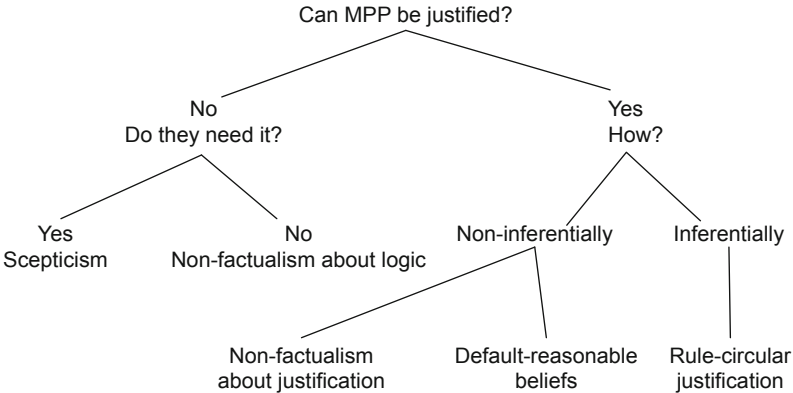 Can MPP be justified?
No
Do they need it?
Yes
How?
Yes
Scepticism
No
Non-factualism about logic
Non-inferentially
Inferentially
Non-factualism
about justification
Default-reasonable
beliefs
Rule-circular
justification